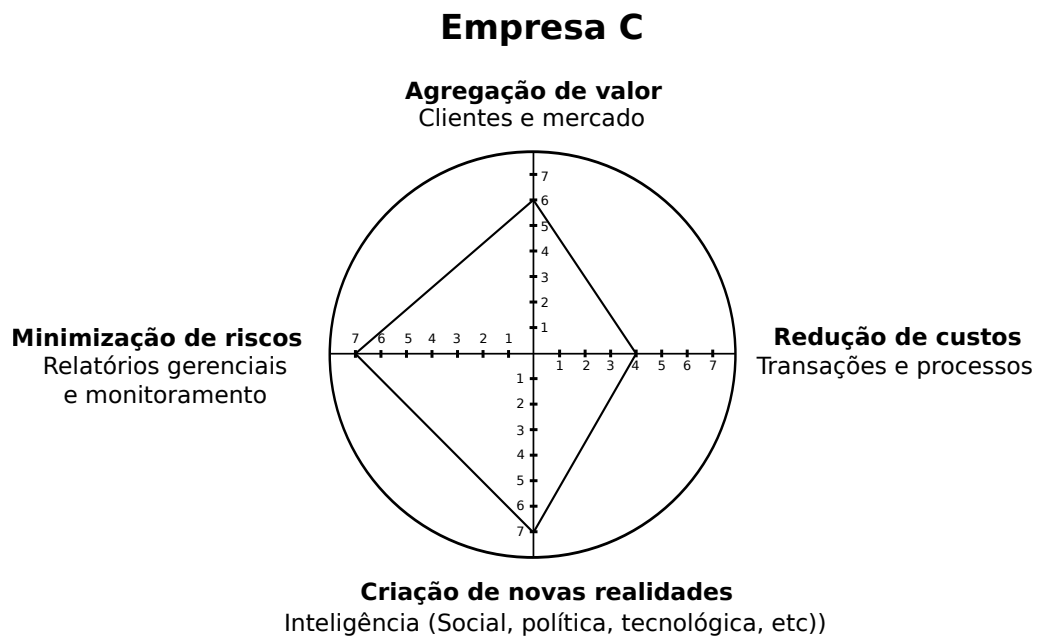 Empresa C
Agregação de valor
Clientes e mercado
7
6
5
4
3
2
1
Minimização de riscos
Relatórios gerenciais
e monitoramento
7 6 5 4 3 2 1
1 2 3 4 5 6 7
Redução de custos
Transações e processos
1
2
3
4
5
6
7
Criação de novas realidades
Inteligência (Social, política, tecnológica, etc))